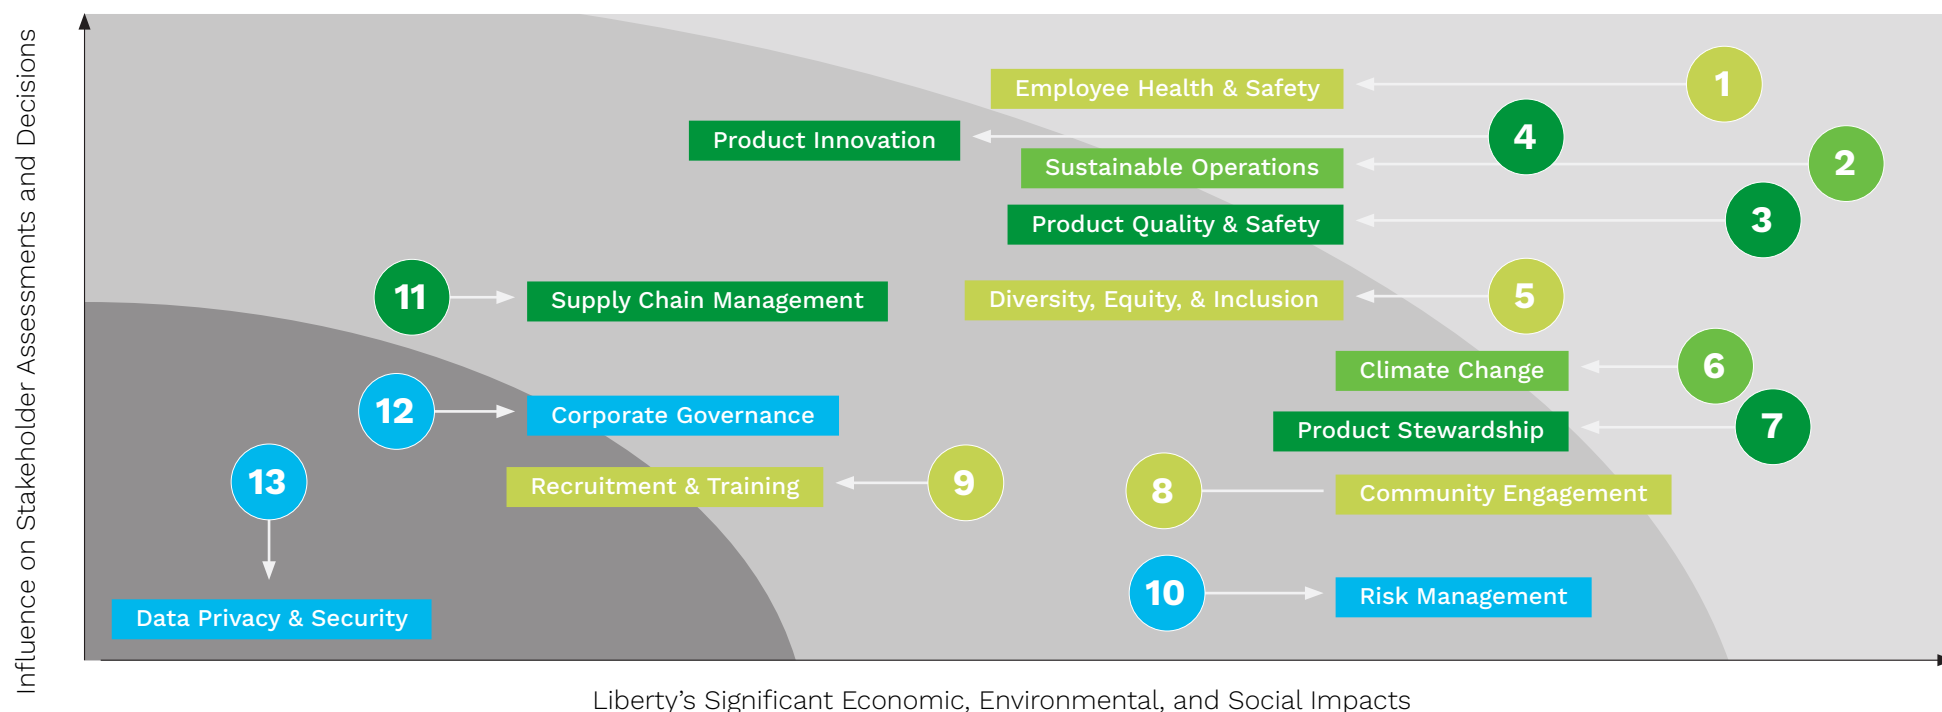 Influence on Stakeholder Assessments and Decisions
Employee Health & Safety
1
Product Innovation
4
Sustainable Operations
2
Product Quality & Safety
3
11
Supply Chain Management
Diversity, Equity, & Inclusion
5
Climate Change
6
12
Corporate Governance
Product Stewardship
7
13
Recruitment & Training
9
8
Community Engagement
10
Risk Management
Data Privacy & Security
Liberty’s Significant Economic, Environmental, and Social Impacts